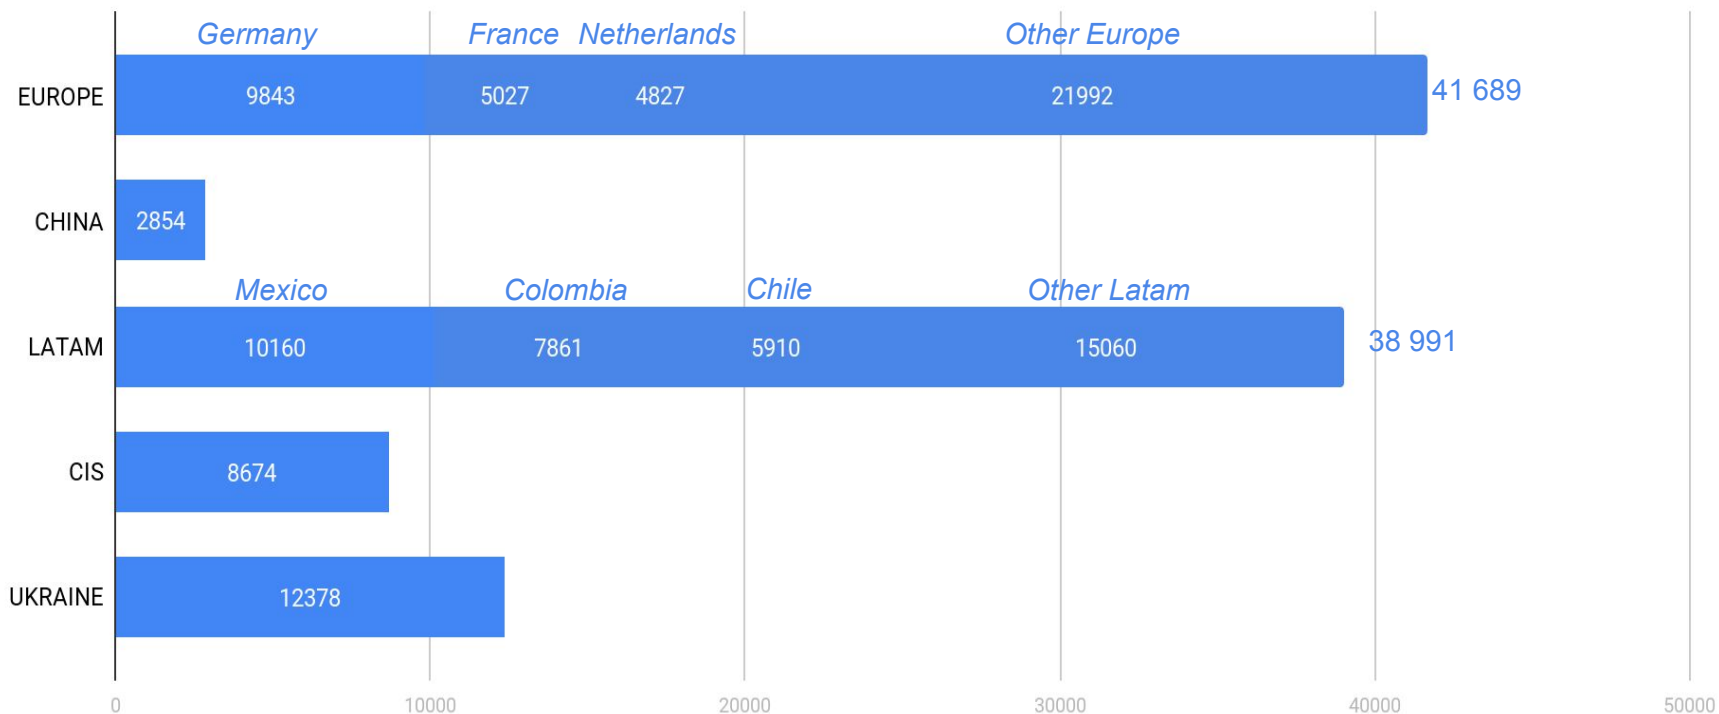 Germany France Netherlands Other Europe
EUROPE 9843 5027 4827 21992 41 689
CHINA 2854
Mexico Colombia Chile Other Latam
LATAM 10160 7861 5910 15060 38 991
CIS 8674
UKRAINE 12378
0 10000 20000 30000 40000 50000